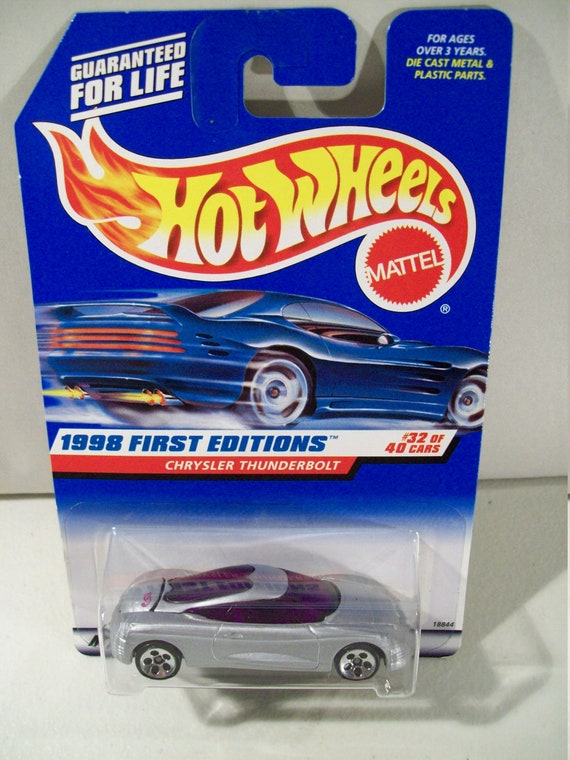 GUARANTEED
FOR LIFE
FOR AGES
OVER 3 YEARS.
DIE CAST METAL &
PLASTIC PARTS.
HOT WHEELS
MATTEL
®
1998 FIRST EDITIONS™
#32 OF
40 CARS
CHRYSLER THUNDERBOLT
18844